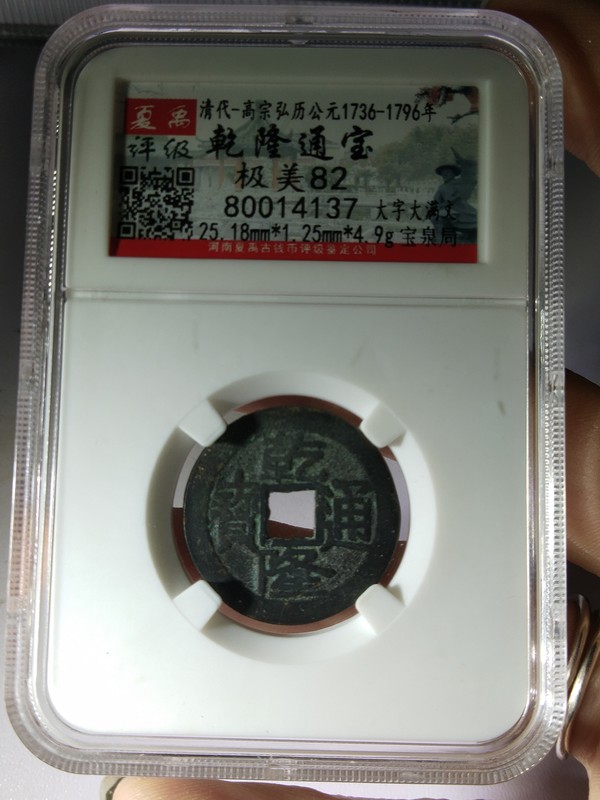 夏禹
评级
清代-高宗弘历公元1736-1796年
乾隆通宝
极美82
80014137 大字大满文
25.18mm*1.25mm*4.9g 宝泉局
河南夏禹古钱币评级鉴定公司
乾隆通寶